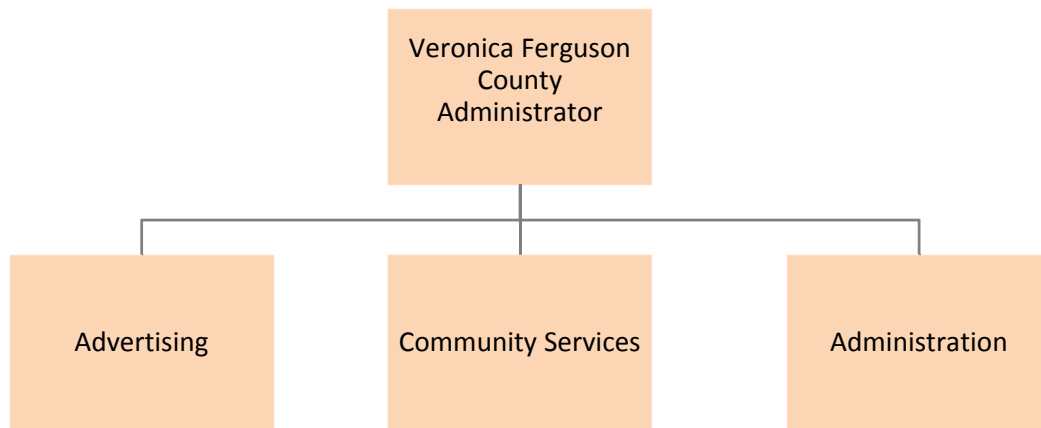 Veronica Ferguson
County
Administrator
Advertising
Community Services
Administration